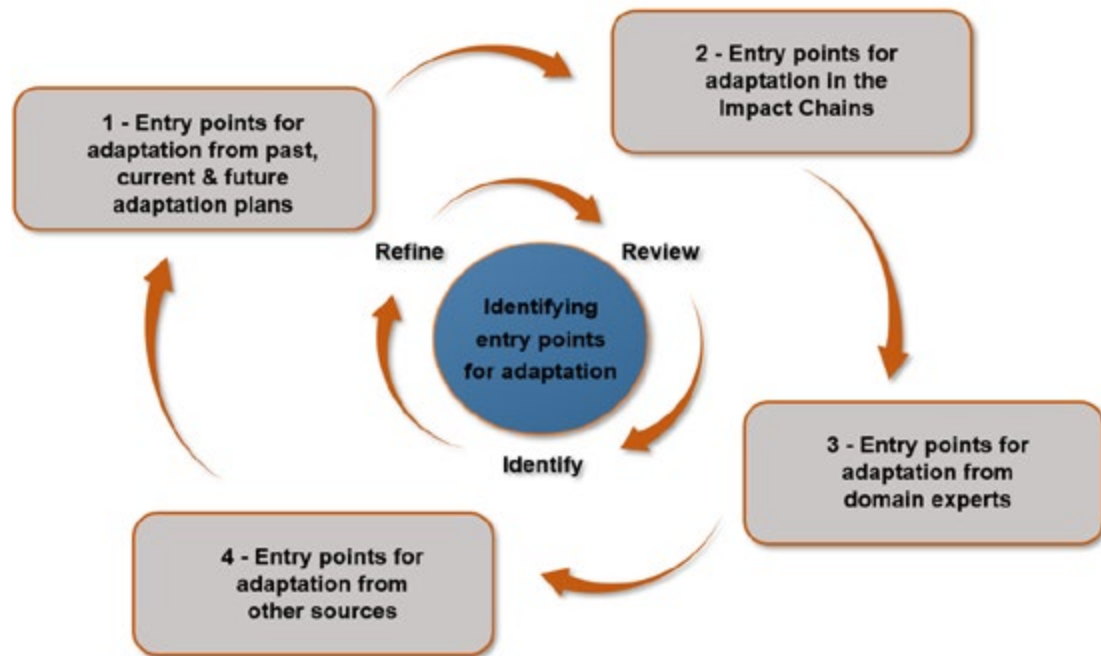 1 - Entry points for
adaptation from past,
current & future
adaptation plans
2 - Entry points for
adaptation in the
Impact Chains
Refine
Review
Identifying
entry points
for adaptation
Identify
3 - Entry points for
adaptation from
domain experts
4 - Entry points for
adaptation from
other sources